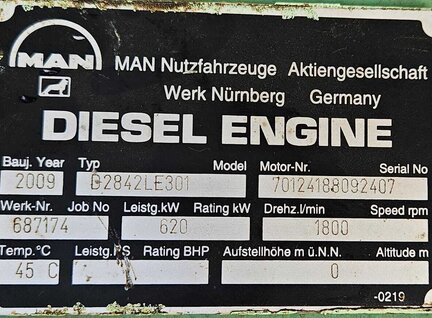 MAN
MAN Nutzfahrzeuge Aktiengesellschaft
Werk Nürnberg Germany
DIESEL ENGINE
Bauj. Year Typ Model Motor-Nr. Serial No
2009 D2842LE301 70124188092407
Werk-Nr. Job No Leistg.kW Rating kW Drehz.l/min Speed rpm
687174 620 1800
Temp.°C Leistg.PS Rating BHP Aufstellhöhe m ü.N.N. Altitude m
45 C 0
-0219